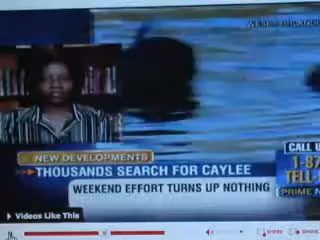 NEW DEVELOPMENTS
THOUSANDS SEARCH FOR CAYLEE
CALL U
WEEKEND EFFORT TURNS UP NOTHING
1-87
TELL-
PRIME N
Videos Like This